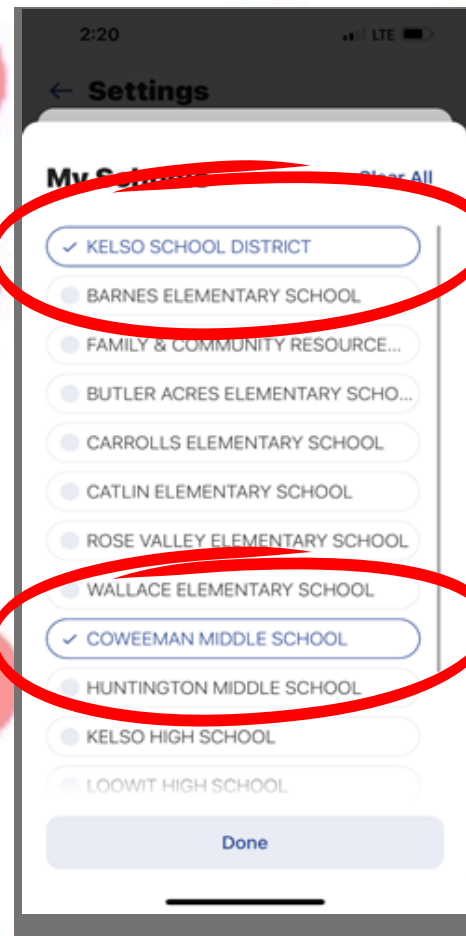 2:20 LTE
← Settings
My Schools Clear All
✓ KELSO SCHOOL DISTRICT
BARNES ELEMENTARY SCHOOL
FAMILY & COMMUNITY RESOURCE...
BUTLER ACRES ELEMENTARY SCHO...
CARROLLS ELEMENTARY SCHOOL
CATLIN ELEMENTARY SCHOOL
ROSE VALLEY ELEMENTARY SCHOOL
WALLACE ELEMENTARY SCHOOL
✓ COWEEMAN MIDDLE SCHOOL
HUNTINGTON MIDDLE SCHOOL
KELSO HIGH SCHOOL
LOOWIT HIGH SCHOOL
Done